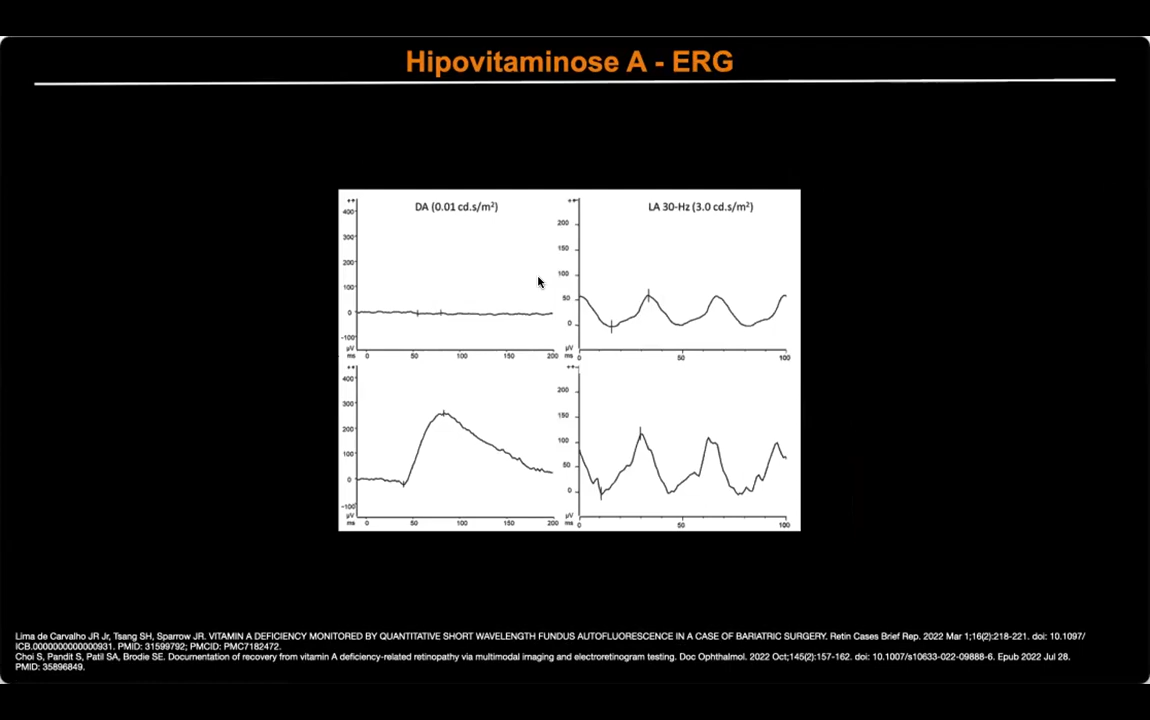 Hipovitaminose A - ERG
DA (0.01 cd.s/m²)
400
300
200
100
0
-100
µV
ms 0 50 100 150 200
LA 30-Hz (3.0 cd.s/m²)
200
150
100
50
0
µV
ms 0 50 100
400
300
200
100
0
-100
µV
ms 0 50 100 150 200
200
150
100
50
0
µV
ms 0 50 100
Lima de Carvalho JR Jr, Tsang SH, Sparrow JR. VITAMIN A DEFICIENCY MONITORED BY QUANTITATIVE SHORT WAVELENGTH FUNDUS AUTOFLUORESCENCE IN A CASE OF BARIATRIC SURGERY. Retin Cases Brief Rep. 2022 Mar 1;16(2):218-221. doi: 10.1097/
ICB.0000000000000931. PMID: 31599792; PMCID: PMC7182472.
Choi S, Pandit S, Patil SA, Brodie SE. Documentation of recovery from vitamin A deficiency-related retinopathy via multimodal imaging and electroretinogram testing. Doc Ophthalmol. 2022 Oct;145(2):157-162. doi: 10.1007/s10633-022-09888-6. Epub 2022 Jul 28.
PMID: 35896849.